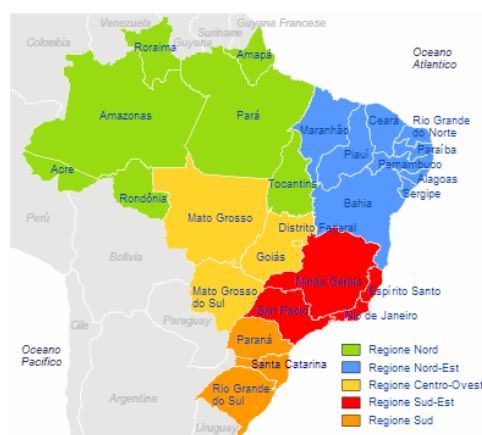 Venezuela
Guyana Francese
Suriname
Colombia
Guyana
Roraima
Amapá
Oceano
Atlantico
Amazonas
Pará
Maranhão
Ceará
Rio Grande
do Norte
Paraíba
Piauí
Pernambuco
Acre
Rondônia
Tocantins
Alagoas
Sergipe
Bahia
Perù
Mato Grosso
Distrito Federal
Bolivia
Goiás
Minas Gerais
Mato Grosso
do Sul
Espírito Santo
San Paolo
Rio de Janeiro
Paraguay
Cile
Paraná
Oceano
Pacifico
Santa Catarina
Rio Grande
do Sul
Argentina
Uruguay
Regione Nord
Regione Nord-Est
Regione Centro-Ovest
Regione Sud-Est
Regione Sud